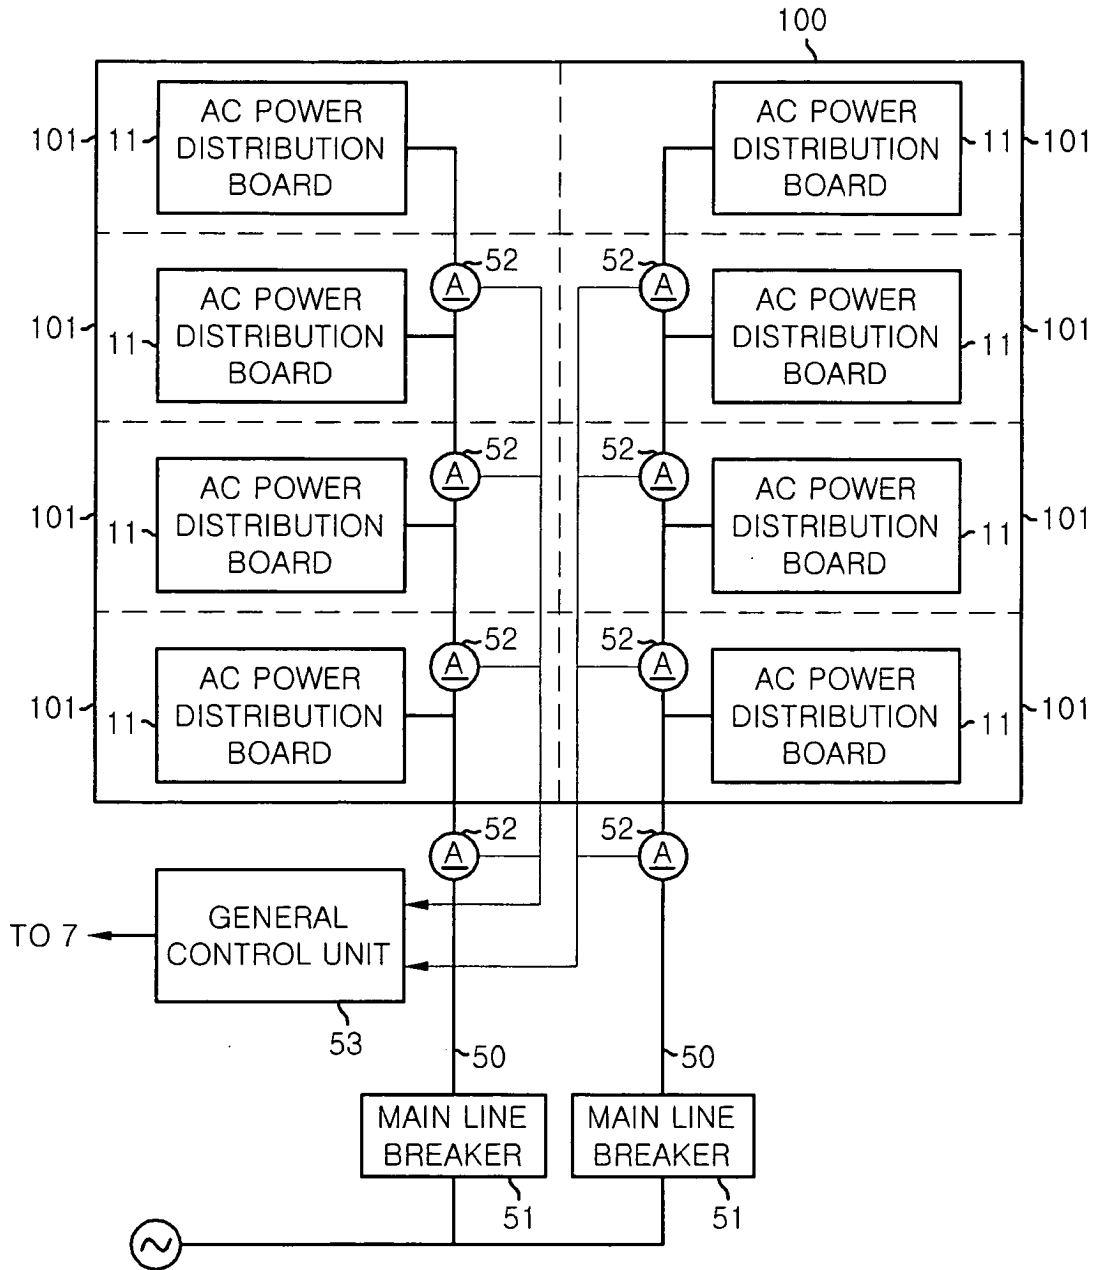 100
AC POWER
DISTRIBUTION
BOARD
101
11
AC POWER
DISTRIBUTION
BOARD
11
101
52
52
A
A
AC POWER
DISTRIBUTION
BOARD
101
11
AC POWER
DISTRIBUTION
BOARD
11
101
52
52
A
A
AC POWER
DISTRIBUTION
BOARD
101
11
AC POWER
DISTRIBUTION
BOARD
11
101
52
52
A
A
AC POWER
DISTRIBUTION
BOARD
101
11
AC POWER
DISTRIBUTION
BOARD
11
101
52
52
A
A
GENERAL
CONTROL UNIT
TO 7
53
50
50
MAIN LINE
BREAKER
MAIN LINE
BREAKER
51
51